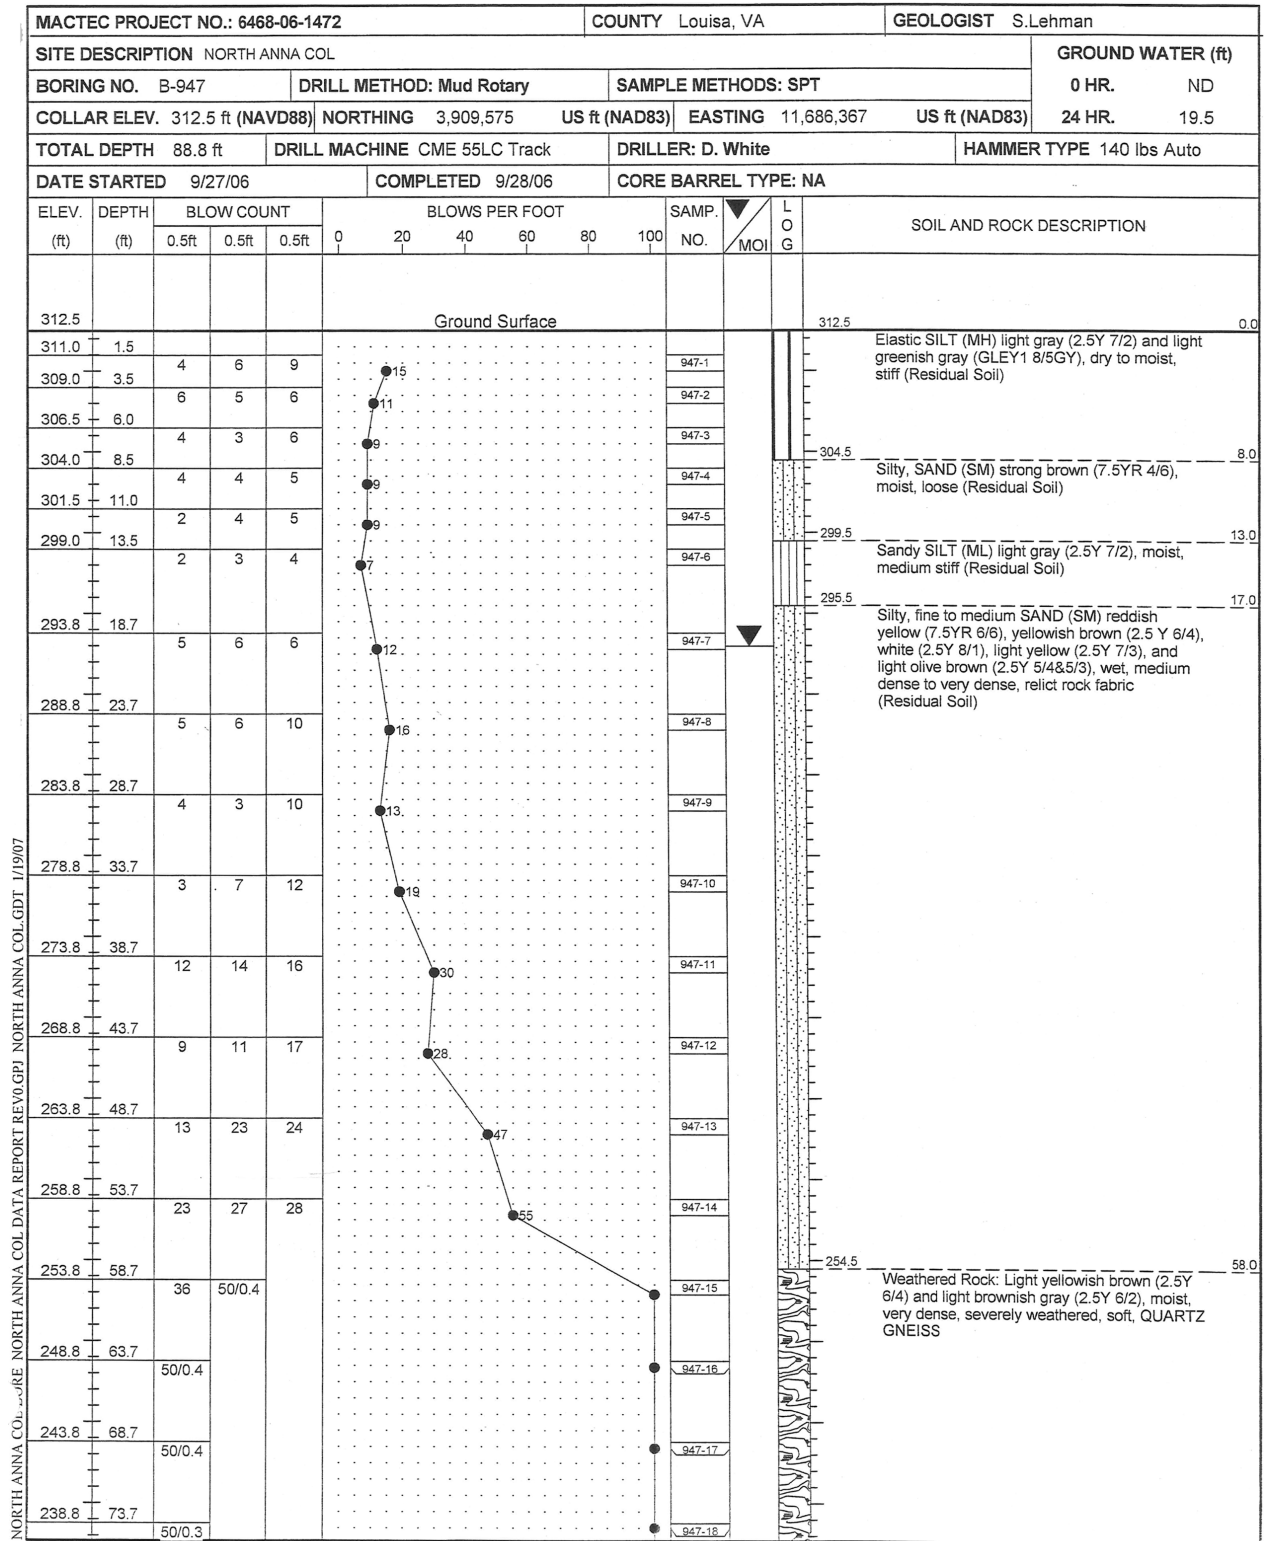 MACTEC PROJECT NO.: 6468-06-1472 COUNTY Louisa, VA GEOLOGIST S.Lehman
SITE DESCRIPTION NORTH ANNA COL GROUND WATER (ft)
BORING NO. B-947 DRILL METHOD: Mud Rotary SAMPLE METHODS: SPT 0 HR. ND
COLLAR ELEV. 312.5 ft (NAVD88) NORTHING 3,909,575 US ft (NAD83) EASTING 11,686,367 US ft (NAD83) 24 HR. 19.5
TOTAL DEPTH 88.8 ft DRILL MACHINE CME 55LC Track DRILLER: D. White HAMMER TYPE 140 lbs Auto
DATE STARTED 9/27/06 COMPLETED 9/28/06 CORE BARREL TYPE: NA
ELEV. DEPTH BLOW COUNT BLOWS PER FOOT SAMP. L
O SOIL AND ROCK DESCRIPTION
(ft) (ft) 0.5ft 0.5ft 0.5ft 0 20 40 60 80 100 NO. MOI G
312.5 Ground Surface 312.5 0.0
311.0 1.5 Elastic SILT (MH) light gray (2.5Y 7/2) and light
4 6 9 15 947-1 greenish gray (GLEY1 8/5GY), dry to moist,
309.0 3.5 stiff (Residual Soil)
6 5 6 11 947-2
306.5 6.0
4 3 6 9 947-3
304.0 8.5 304.5 8.0
4 4 5 9 947-4 Silty, SAND (SM) strong brown (7.5YR 4/6),
moist, loose (Residual Soil)
301.5 11.0
2 4 5 9 947-5
299.0 13.5 299.5 13.0
2 3 4 7 947-6 Sandy SILT (ML) light gray (2.5Y 7/2), moist,
medium stiff (Residual Soil)
295.5 17.0
293.8 18.7 Silty, fine to medium SAND (SM) reddish
yellow (7.5YR 6/6), yellowish brown (2.5 Y 6/4),
5 6 6 12 947-7 white (2.5Y 8/1), light yellow (2.5Y 7/3), and
light olive brown (2.5Y 5/4&5/3), wet, medium
dense to very dense, relict rock fabric
288.8 23.7 (Residual Soil)
5 6 10 16 947-8
283.8 28.7
4 3 10 13 947-9
278.8 33.7
3 7 12 19 947-10
273.8 38.7
12 14 16 30 947-11
268.8 43.7
9 11 17 28 947-12
263.8 48.7
13 23 24 47 947-13
258.8 53.7
23 27 28 55 947-14
253.8 58.7 254.5 58.0
36 50/0.4 947-15 Weathered Rock: Light yellowish brown (2.5Y
6/4) and light brownish gray (2.5Y 6/2), moist,
very dense, severely weathered, soft, QUARTZ
GNEISS
248.8 63.7
50/0.4 947-16
243.8 68.7
50/0.4 947-17
238.8 73.7
50/0.3 947-18
NORTH ANNA COL NORTH ANNA COL DATA REPORT REV0.GPJ NORTH ANNA COL.GDT 1/19/07